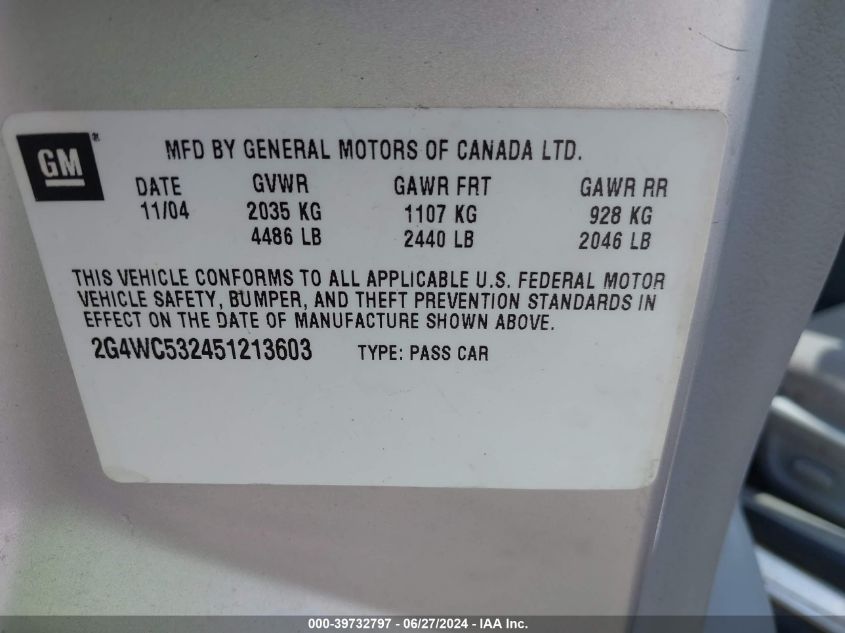 GM
MFD BY GENERAL MOTORS OF CANADA LTD.
DATE GVWR GAWR FRT GAWR RR
11/04 2035 KG 1107 KG 928 KG
4486 LB 2440 LB 2046 LB
THIS VEHICLE CONFORMS TO ALL APPLICABLE U.S. FEDERAL MOTOR
VEHICLE SAFETY, BUMPER, AND THEFT PREVENTION STANDARDS IN
EFFECT ON THE DATE OF MANUFACTURE SHOWN ABOVE.
2G4WC532451213603 TYPE: PASS CAR
000-39732797 - 06/27/2024 - IAA Inc.